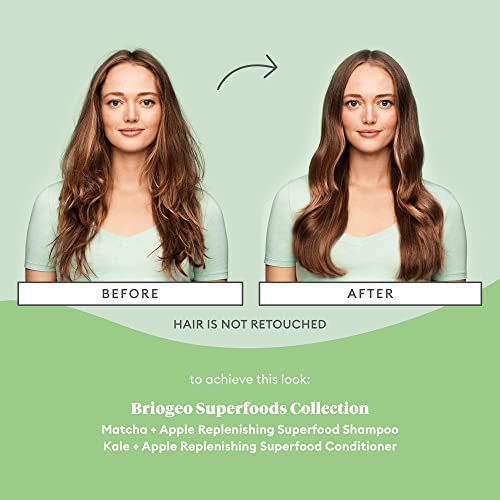 BEFORE
AFTER
HAIR IS NOT RETOUCHED
to achieve this look:
Briogeo Superfoods Collection
Matcha + Apple Replenishing Superfood Shampoo
Kale + Apple Replenishing Superfood Conditioner